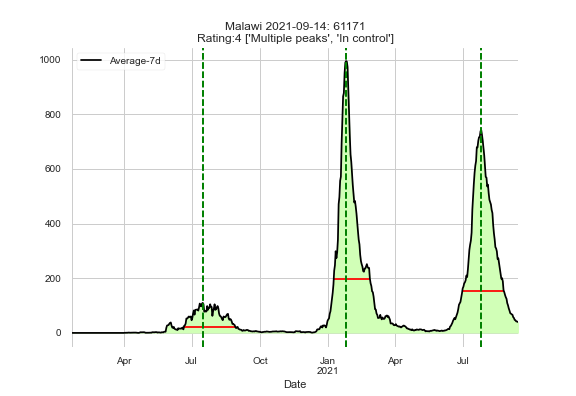 Malawi 2021-09-14: 61171
Rating:4 ['Multiple peaks', 'In control']
Average-7d
1000
800
600
400
200
0
Apr
Jul
Oct
Jan
2021
Apr
Jul
Date